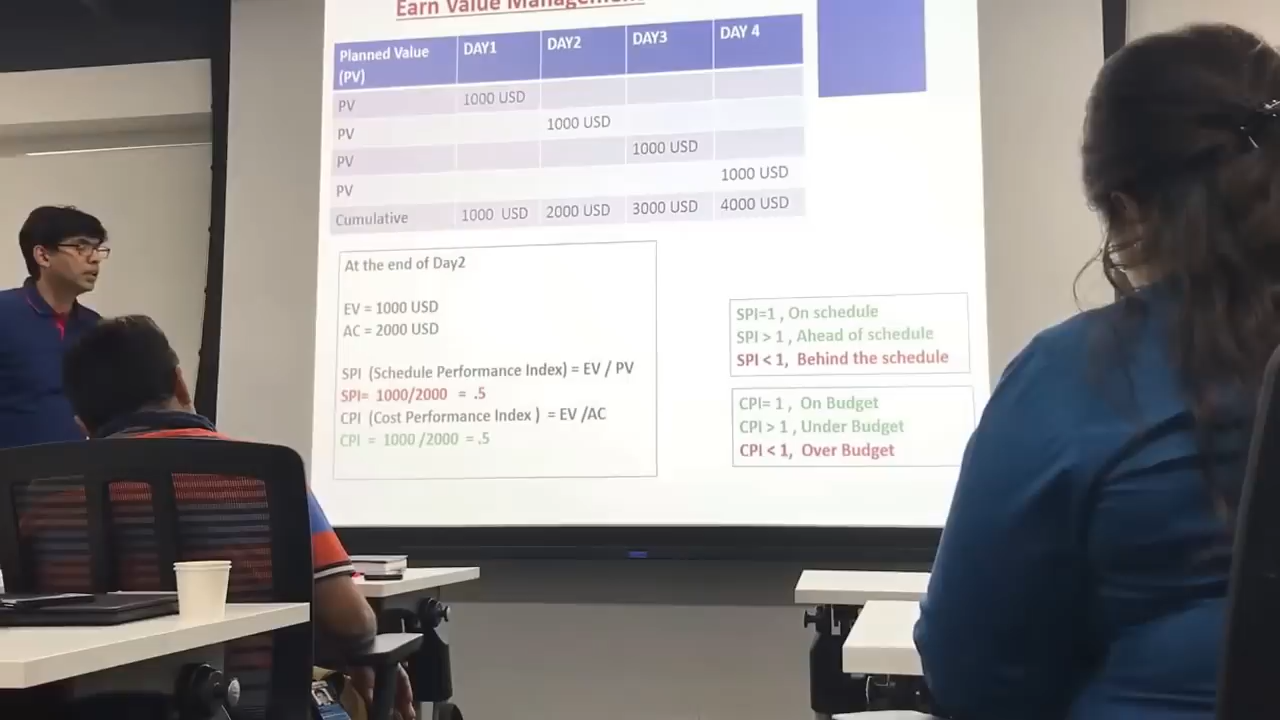 Earn Value Management
Planned Value (PV) DAY1 DAY2 DAY3 DAY 4
PV 1000 USD
PV 1000 USD
PV 1000 USD
PV 1000 USD
Cumulative 1000 USD 2000 USD 3000 USD 4000 USD
At the end of Day2
EV = 1000 USD
AC = 2000 USD
SPI (Schedule Performance Index) = EV / PV
SPI= 1000/2000 = .5
CPI (Cost Performance Index ) = EV /AC
CPI = 1000 /2000 = .5
SPI=1 , On schedule
SPI > 1 , Ahead of schedule
SPI < 1, Behind the schedule
CPI= 1 , On Budget
CPI > 1 , Under Budget
CPI < 1, Over Budget